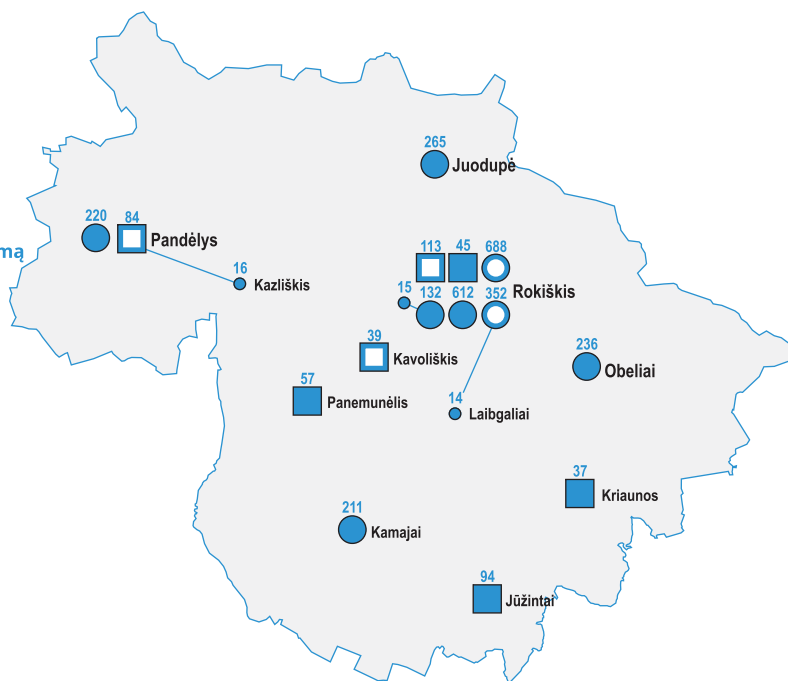 265
Juodupė
220
84
Pandėlys
mą
16
Kazliškis
113
45
688
Rokiškis
15
132
612
352
39
Kavoliškis
236
Obeliai
57
Panemunėlis
14
Laibgaliai
37
Kriaunos
211
Kamajai
94
Jūžintai